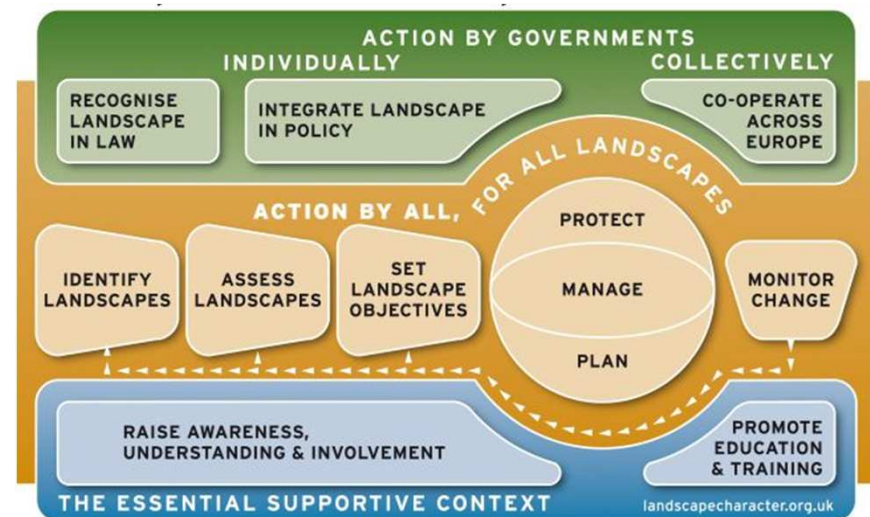 ACTION BY GOVERNMENTS
INDIVIDUALLY
COLLECTIVELY
RECOGNISE
LANDSCAPE
IN LAW
INTEGRATE LANDSCAPE
IN POLICY
CO-OPERATE
ACROSS
EUROPE
ACTION BY ALL, FOR ALL LANDSCAPES
IDENTIFY
LANDSCAPES
ASSESS
LANDSCAPES
SET
LANDSCAPE
OBJECTIVES
PROTECT
MANAGE
PLAN
MONITOR
CHANGE
RAISE AWARENESS,
UNDERSTANDING & INVOLVEMENT
PROMOTE
EDUCATION
& TRAINING
THE ESSENTIAL SUPPORTIVE CONTEXT
landscapecharacter.org.uk